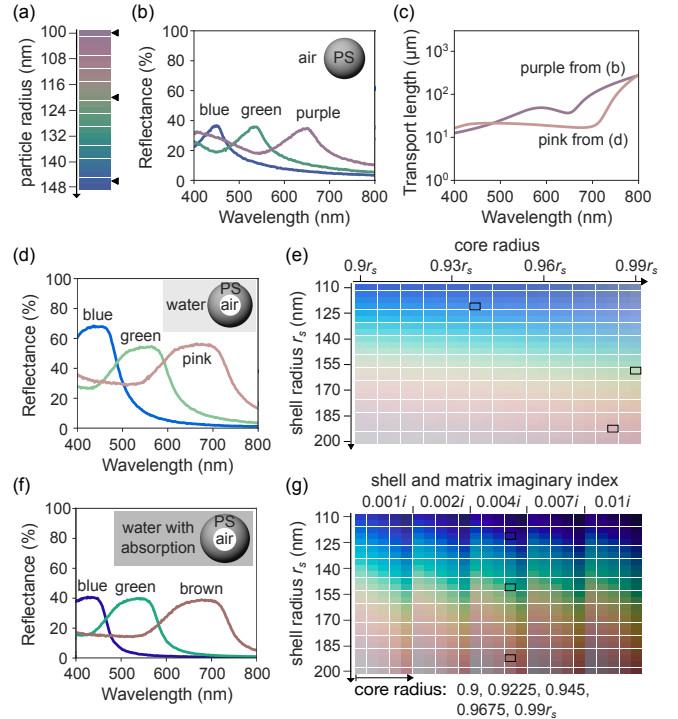 (a)
100
108
116
124
132
140
148
particle radius (nm)
(b)
100
80
60
40
20
0
400 500 600 700 800
Reflectance (%)
Wavelength (nm)
air
PS
blue
green
purple
(c)
10³
10²
10¹
10⁰
400 500 600 700 800
Transport length (µm)
Wavelength (nm)
purple from (b)
pink from (d)
(d)
100
80
60
40
20
0
400 500 600 700 800
Reflectance (%)
Wavelength (nm)
PS
water
air
blue
green
pink
(e)
core radius
0.9rₛ 0.93rₛ 0.96rₛ 0.99rₛ
110
125
140
155
170
185
200
shell radius rₛ (nm)
(f)
100
80
60
40
20
0
400 500 600 700 800
Reflectance (%)
Wavelength (nm)
PS
water with
absorption
air
blue
green
brown
(g)
shell and matrix imaginary index
0.001i 0.002i 0.004i 0.007i 0.01i
110
125
140
155
170
185
200
shell radius rₛ (nm)
core radius: 0.9, 0.9225, 0.945,
0.9675, 0.99rₛ